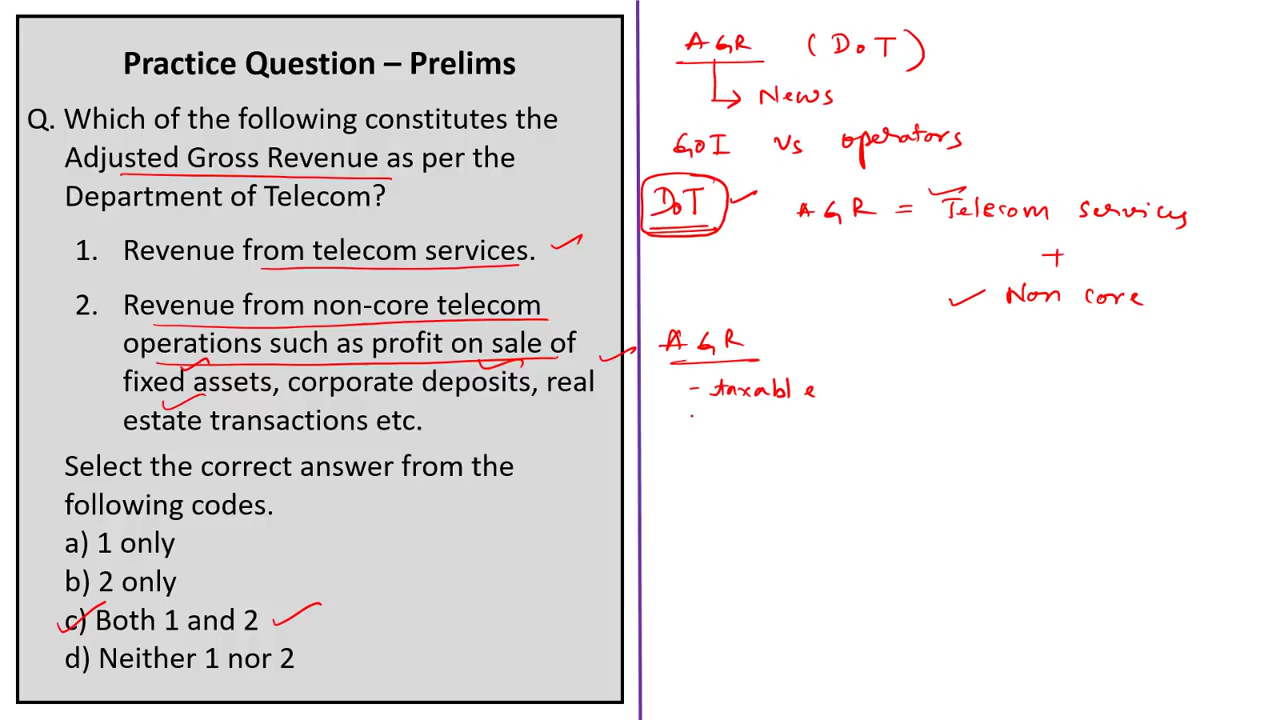 Practice Question – Prelims
Q. Which of the following constitutes the
Adjusted Gross Revenue as per the
Department of Telecom?
1. Revenue from telecom services.
2. Revenue from non-core telecom
operations such as profit on sale of
fixed assets, corporate deposits, real
estate transactions etc.
Select the correct answer from the
following codes.
a) 1 only
b) 2 only
c) Both 1 and 2
d) Neither 1 nor 2
AGR (DoT)
News
GOI vs operators
DoT AGR = Telecom services
+
Non core
AGR
- taxable